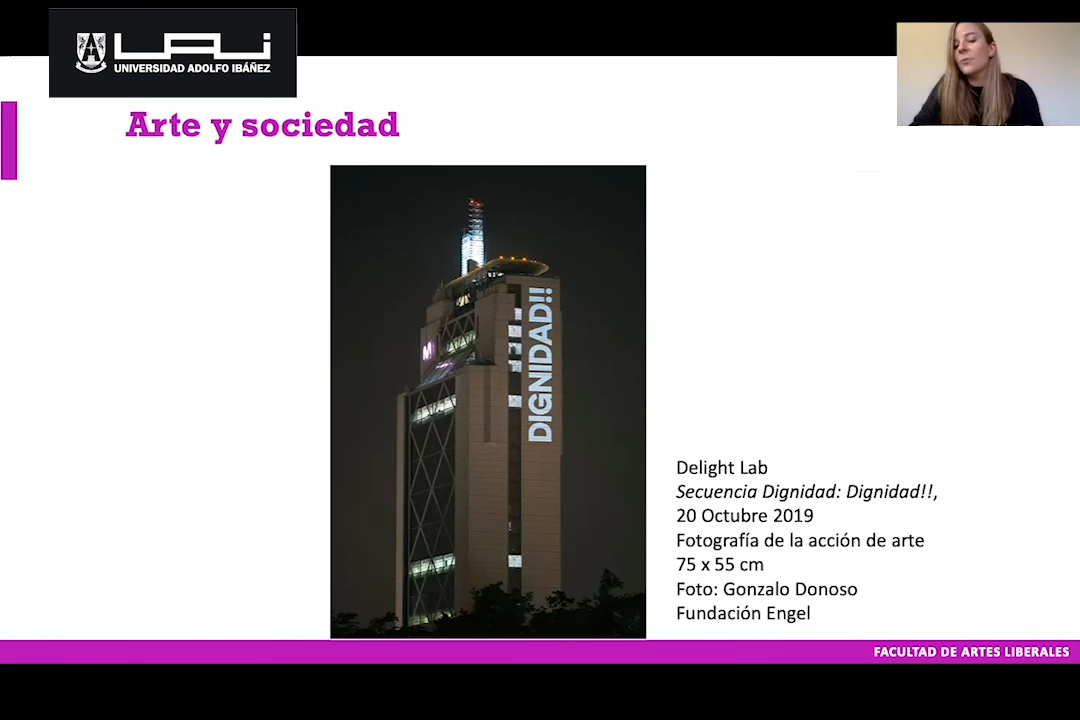 UAI
UNIVERSIDAD ADOLFO IBÁÑEZ
Arte y sociedad
DIGNIDAD!!
Delight Lab
Secuencia Dignidad: Dignidad!!,
20 Octubre 2019
Fotografía de la acción de arte
75 x 55 cm
Foto: Gonzalo Donoso
Fundación Engel
FACULTAD DE ARTES LIBERALES